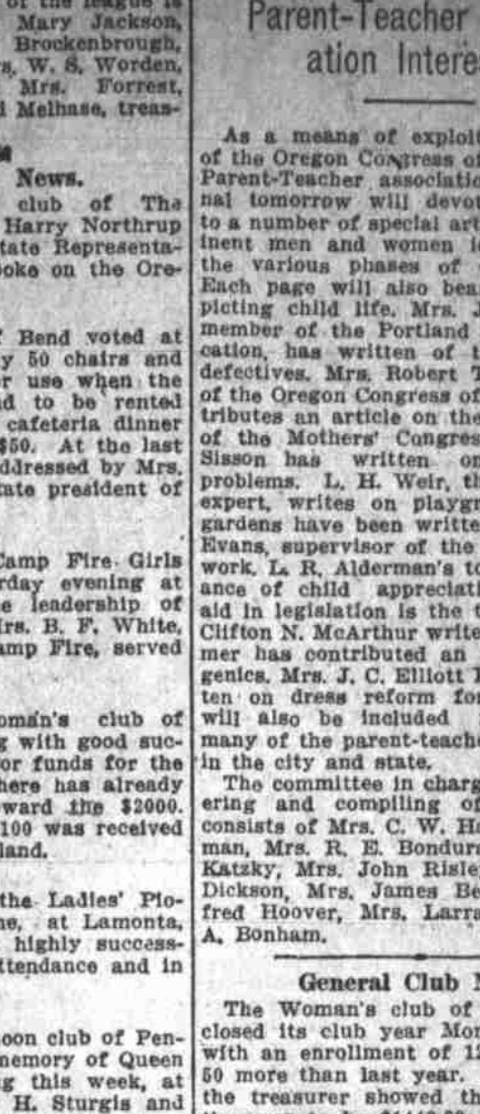 of the league is
Mary Jackson,
Brockenbrough,
s. W. S. Worden,
Mrs. Forrest,
d Melhase, treas-
News.
club of The
Harry Northrup
tate Representa-
oke on the Ore-
f Bend voted at
y 50 chairs and
r use when the
nd to be rented
cafeteria dinner
$50. At the last
ddressed by Mrs.
tate president of
Camp Fire Girls
rday evening at
e leadership of
Mrs. B. F. White,
amp Fire, served
oman's club of
g with good suc-
or funds for the
here has already
oward the $2000.
100 was received
land.
the Ladies' Pio-
ne, at Lamonta,
highly success-
ttendance and in
oon club of Pen-
memory of Queen
g this week, at
H. Sturgis and
Parent-Teacher
ation Intere
As a means of exploit
of the Oregon Congress of
Parent-Teacher associatio
nal tomorrow will devot
to a number of special art
inent men and women i
the various phases of
Each page will also bea
picting child life. Mrs. J
member of the Portland
cation, has written of t
defectives. Mrs. Robert T
of the Oregon Congress of
tributes an article on the
of the Mothers' Congres
Sisson has written on
problems. L. H. Weir, th
expert, writes on playgr
gardens have been writte
Evans, supervisor of the
work. L. R. Alderman's to
ance of child appreciati
aid in legislation is the t
Clifton N. McArthur write
mer has contributed an
genics. Mrs. J. C. Elliott
ten on dress reform for
will also be included
many of the parent-teache
in the city and state.
The committee in charg
ering and compiling of
consists of Mrs. C. W. H
man, Mrs. R. E. Bondura
Katzky, Mrs. John Risle
Dickson, Mrs. James Be
fred Hoover, Mrs. Larra
A. Bonham.
General Club
The Woman's club of
closed its club year Mon
with an enrollment of 12
50 more than last year.
the treasurer showed th